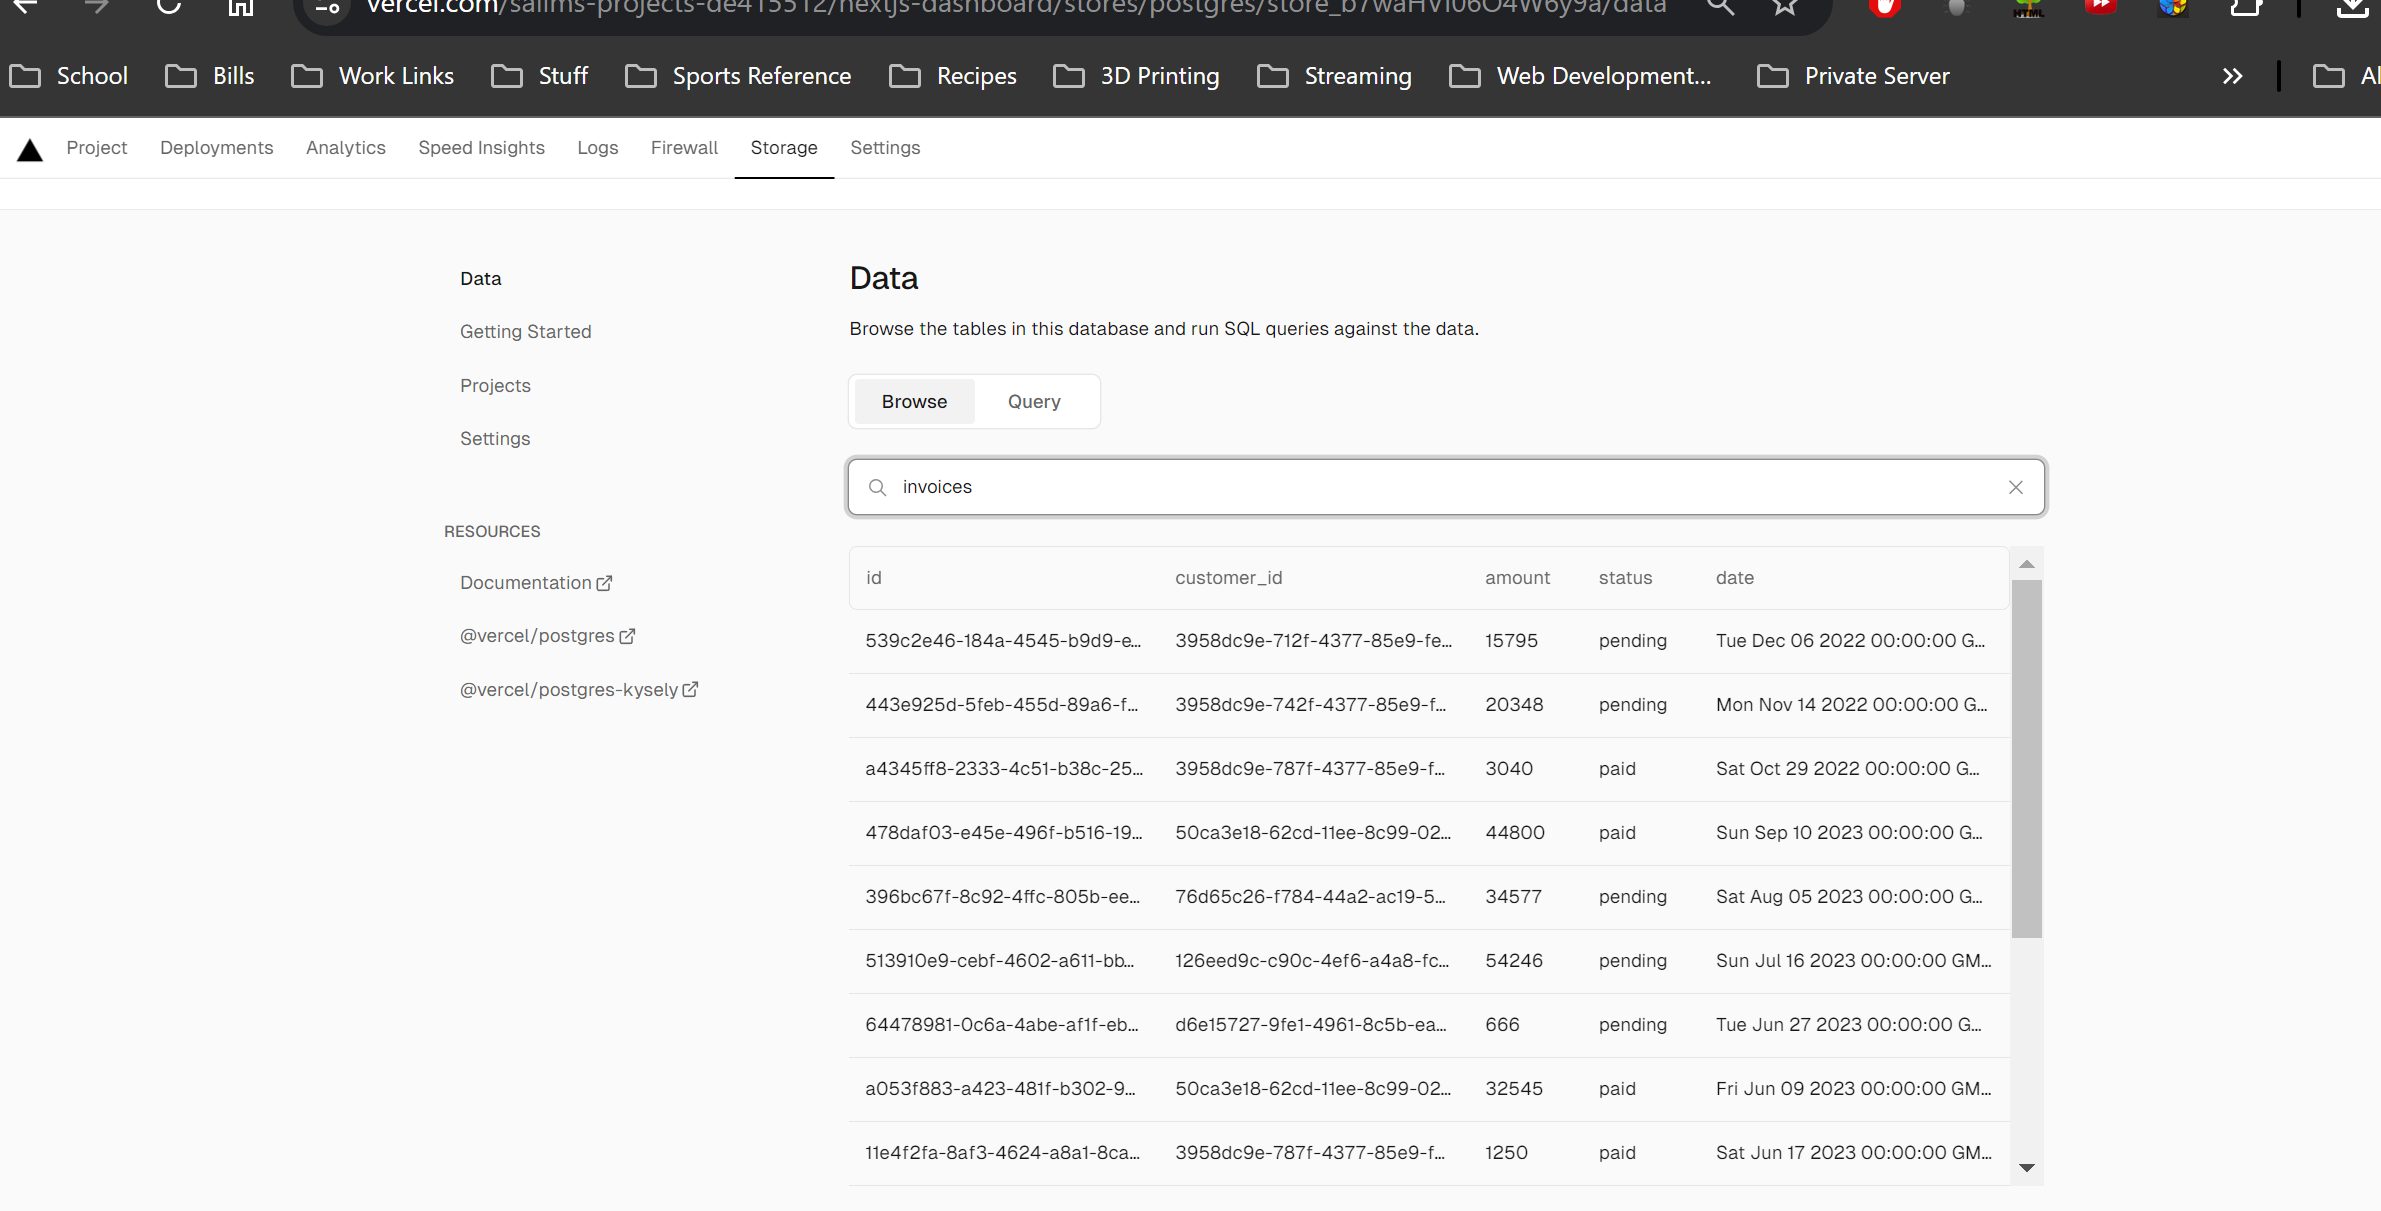 vercel.com/salims-projects-de415512/nextjs-dashboard/stores/postgres/
School Bills Work Links Stuff Sports Reference Recipes 3D Printing Streaming Web Development... Private Server
Project Deployments Analytics Speed Insights Logs Firewall Storage Settings
Data
Getting Started
Projects
Settings
RESOURCES
Documentation
@vercel/postgres
@vercel/postgres-kysely
Data
Browse the tables in this database and run SQL queries against the data.
Browse Query
invoices
id customer_id amount status date
539c2e46-184a-4545-b9d9-e... 3958dc9e-712f-4377-85e9-fe... 15795 pending Tue Dec 06 2022 00:00:00 G...
443e925d-5feb-455d-89a6-f... 3958dc9e-742f-4377-85e9-f... 20348 pending Mon Nov 14 2022 00:00:00 G...
a4345ff8-2333-4c51-b38c-25... 3958dc9e-787f-4377-85e9-f... 3040 paid Sat Oct 29 2022 00:00:00 G...
478daf03-e45e-496f-b516-19... 50ca3e18-62cd-11ee-8c99-02... 44800 paid Sun Sep 10 2023 00:00:00 G...
396bc67f-8c92-4ffc-805b-ee... 76d65c26-f784-44a2-ac19-5... 34577 pending Sat Aug 05 2023 00:00:00 G...
513910e9-cebf-4602-a611-bb... 126eed9c-c90c-4ef6-a4a8-fc... 54246 pending Sun Jul 16 2023 00:00:00 GM...
64478981-0c6a-4abe-af1f-eb... d6e15727-9fe1-4961-8c5b-ea... 666 pending Tue Jun 27 2023 00:00:00 G...
a053f883-a423-481f-b302-9... 50ca3e18-62cd-11ee-8c99-02... 32545 paid Fri Jun 09 2023 00:00:00 GM...
11e4f2fa-8af3-4624-a8a1-8ca... 3958dc9e-787f-4377-85e9-f... 1250 paid Sat Jun 17 2023 00:00:00 GM...